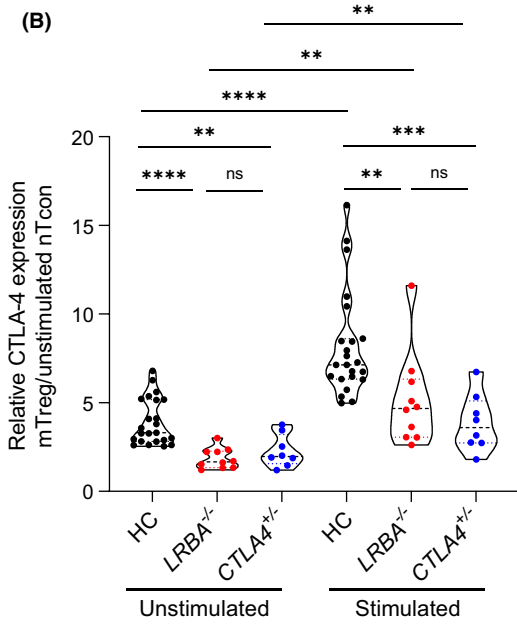 (B)
**
**
****
**
***
****
ns
**
ns
Relative CTLA-4 expression
mTreg/unstimulated nTcon
20
15
10
5
0
HC
LRBA-/-
CTLA4+/-
HC
LRBA-/-
CTLA4+/-
Unstimulated
Stimulated